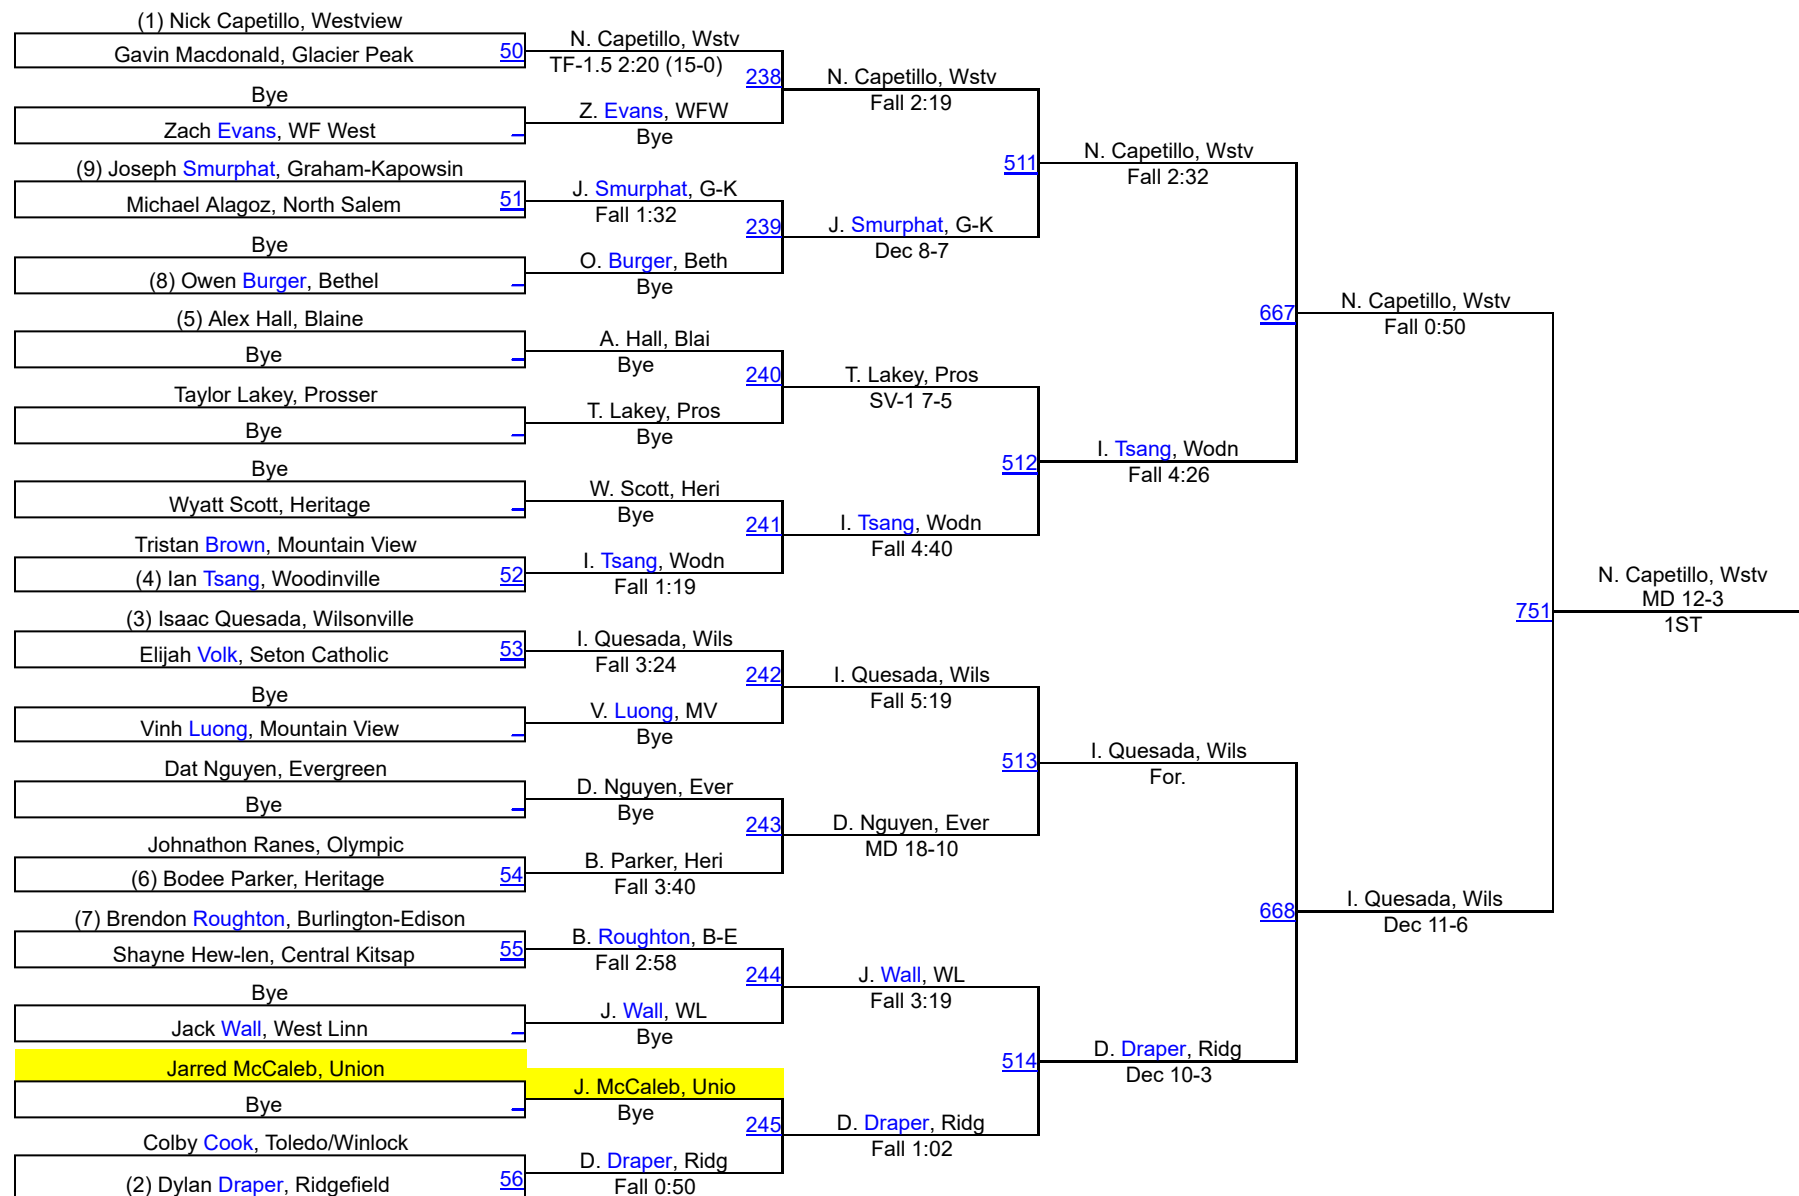 (1) Nick Capetillo, Westview
Gavin Macdonald, Glacier Peak 50
Bye
Zach Evans, WF West
(9) Joseph Smurphat, Graham-Kapowsin
Michael Alagoz, North Salem 51
Bye
(8) Owen Burger, Bethel
(5) Alex Hall, Blaine
Bye
Taylor Lakey, Prosser
Bye
Bye
Wyatt Scott, Heritage
Tristan Brown, Mountain View
(4) Ian Tsang, Woodinville 52
(3) Isaac Quesada, Wilsonville
Elijah Volk, Seton Catholic 53
Bye
Vinh Luong, Mountain View
Dat Nguyen, Evergreen
Bye
Johnathon Ranes, Olympic
(6) Bodee Parker, Heritage 54
(7) Brendon Roughton, Burlington-Edison
Shayne Hew-len, Central Kitsap 55
Bye
Jack Wall, West Linn
Jarred McCaleb, Union
Bye
Colby Cook, Toledo/Winlock
(2) Dylan Draper, Ridgefield 56
N. Capetillo, Wstv
TF-1.5 2:20 (15-0)
238
Z. Evans, WFW
Bye
J. Smurphat, G-K
Fall 1:32
239
O. Burger, Beth
Bye
A. Hall, Blai
Bye
240
T. Lakey, Pros
Bye
W. Scott, Heri
Bye
241
I. Tsang, Wodn
Fall 1:19
I. Quesada, Wils
Fall 3:24
242
V. Luong, MV
Bye
D. Nguyen, Ever
Bye
243
B. Parker, Heri
Fall 3:40
B. Roughton, B-E
Fall 2:58
244
J. Wall, WL
Bye
J. McCaleb, Unio
Bye
245
D. Draper, Ridg
Fall 0:50
N. Capetillo, Wstv
Fall 2:19
511
J. Smurphat, G-K
Dec 8-7
T. Lakey, Pros
SV-1 7-5
512
I. Tsang, Wodn
Fall 4:40
I. Quesada, Wils
Fall 5:19
513
D. Nguyen, Ever
MD 18-10
J. Wall, WL
Fall 3:19
514
D. Draper, Ridg
Fall 1:02
N. Capetillo, Wstv
Fall 2:32
667
I. Tsang, Wodn
Fall 4:26
I. Quesada, Wils
For.
668
D. Draper, Ridg
Dec 10-3
N. Capetillo, Wstv
Fall 0:50
751
I. Quesada, Wils
Dec 11-6
N. Capetillo, Wstv
MD 12-3
1ST